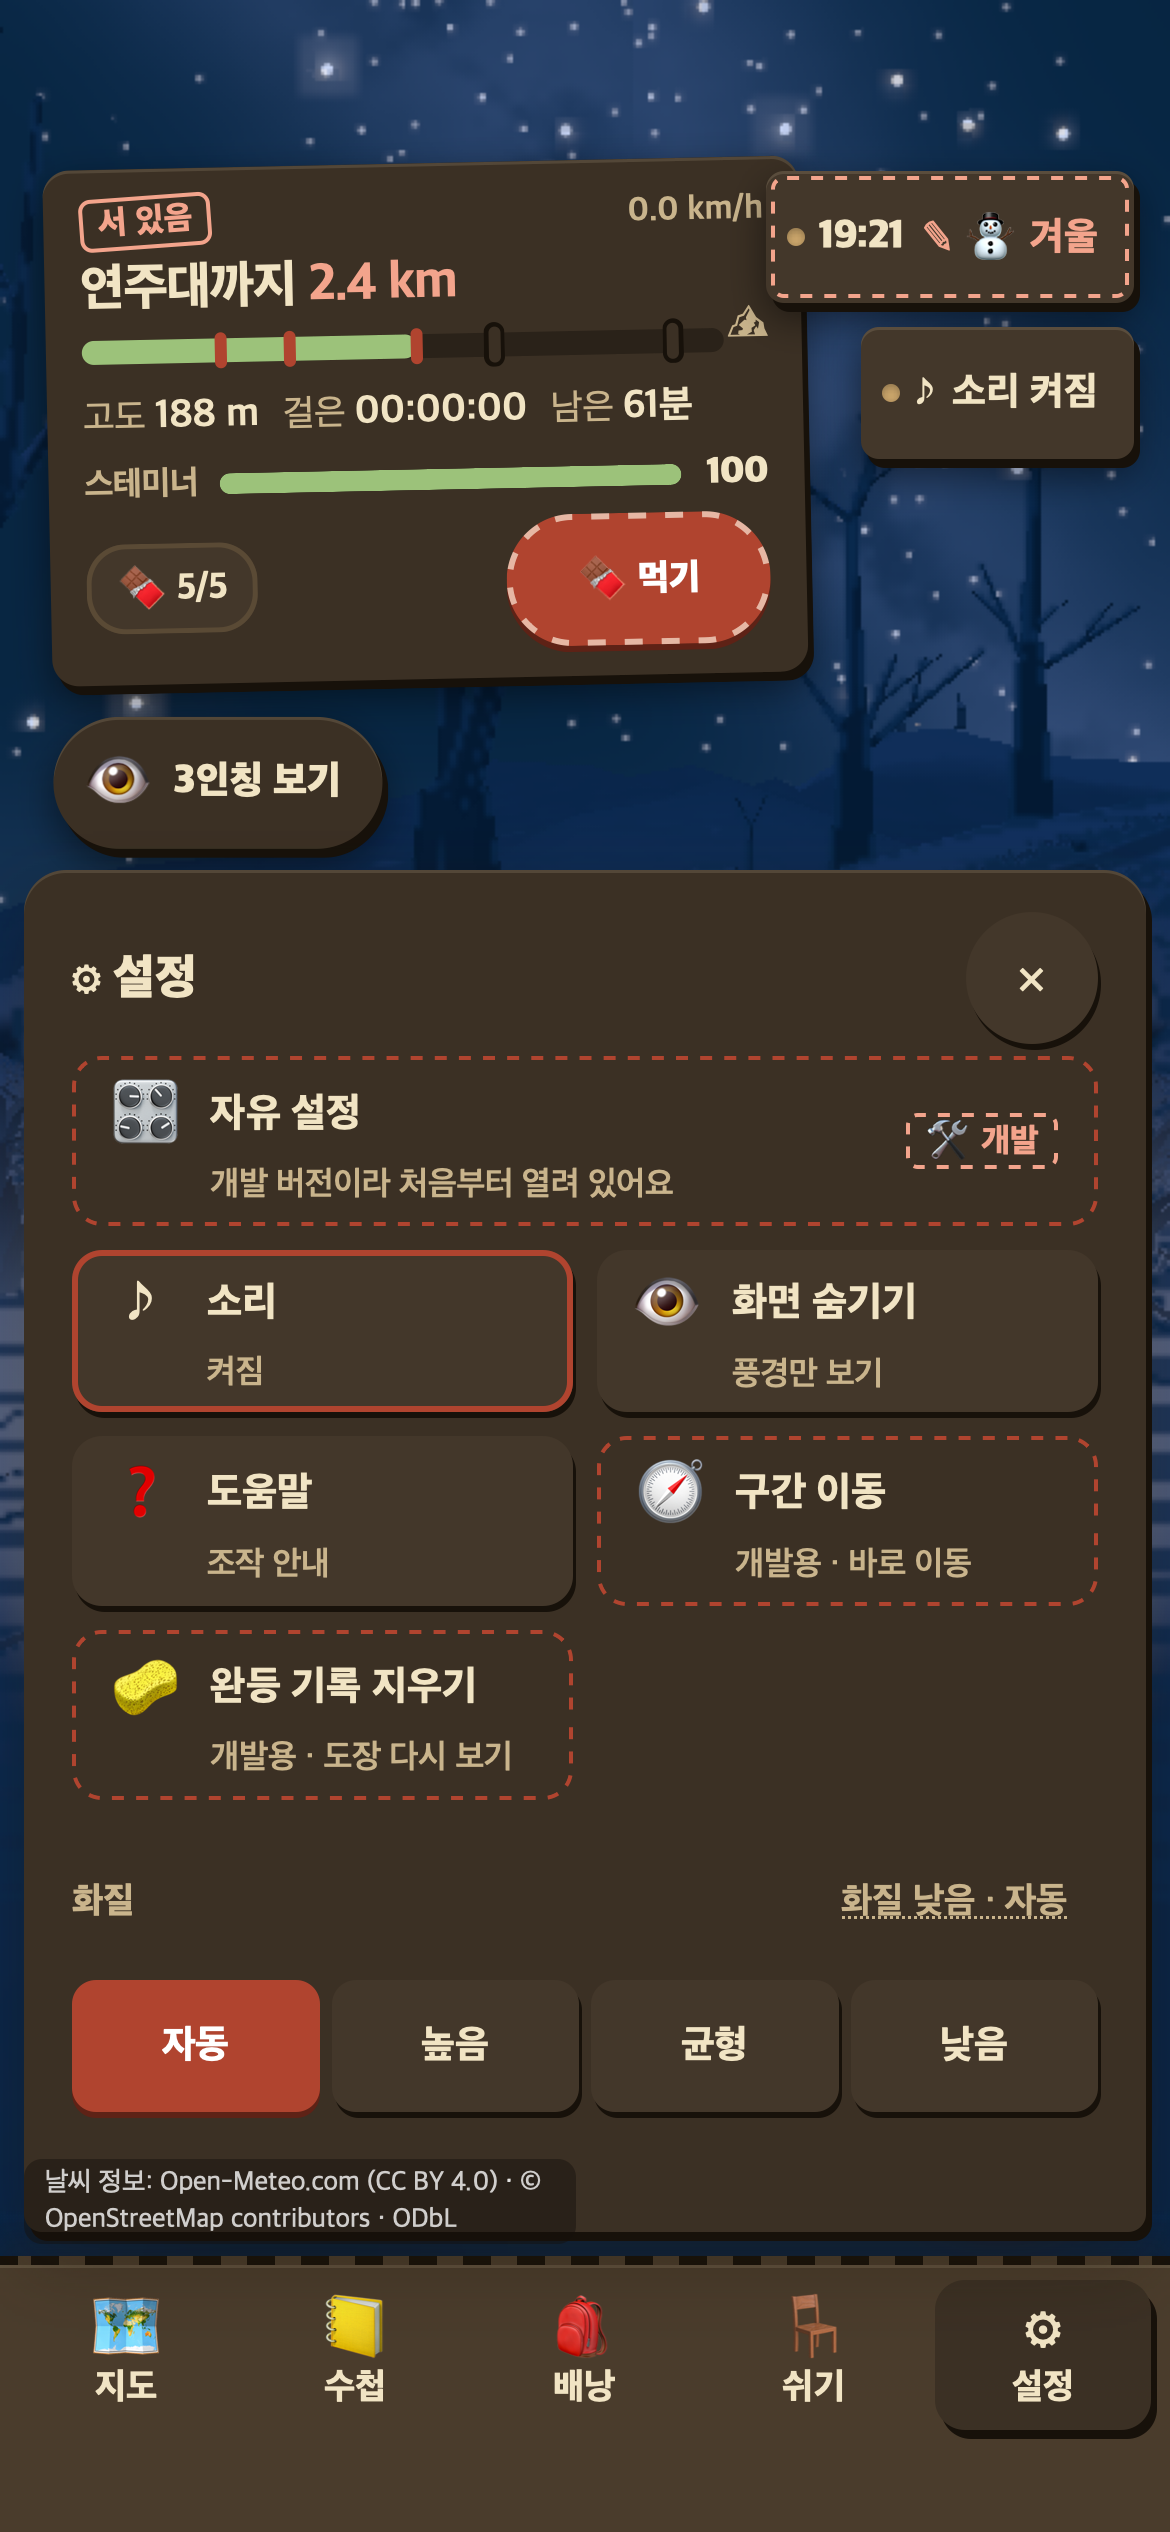 서 있음
0.0 km/h
연주대까지 2.4 km
고도 188 m 걸은 00:00:00 남은 61분
스테미너 100
5/5
먹기
19:21 겨울
♪ 소리 켜짐
3인칭 보기
설정
×
자유 설정
개발 버전이라 처음부터 열려 있어요
개발
♪ 소리
켜짐
화면 숨기기
풍경만 보기
❓ 도움말
조작 안내
구간 이동
개발용 · 바로 이동
완등 기록 지우기
개발용 · 도장 다시 보기
화질
화질 낮음 · 자동
자동
높음
균형
낮음
날씨 정보: Open-Meteo.com (CC BY 4.0) · ©
OpenStreetMap contributors · ODbL
지도
수첩
배낭
쉬기
설정